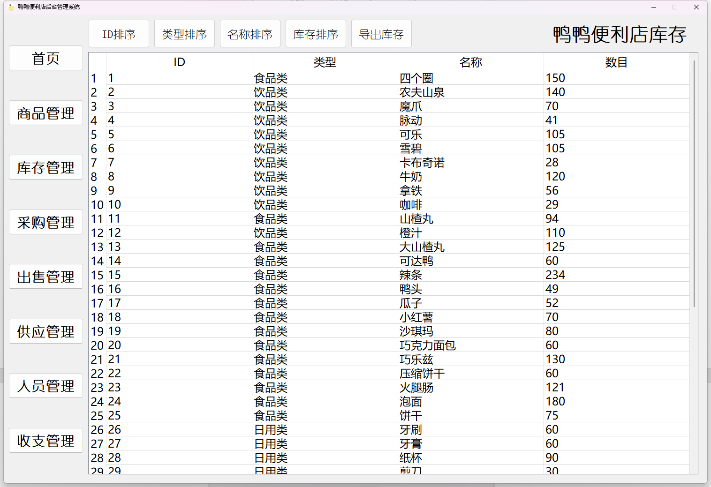 鸭鸭便利店后端管理系统
ID排序 类型排序 名称排序 库存排序 导出库存
鸭鸭便利店库存
首页
商品管理
库存管理
采购管理
出售管理
供应管理
人员管理
收支管理
ID 类型 名称 数目
1 1 食品类 四个圈 150
2 2 饮品类 农夫山泉 140
3 3 饮品类 魔爪 70
4 4 饮品类 脉动 41
5 5 饮品类 可乐 105
6 6 饮品类 雪碧 105
7 7 饮品类 卡布奇诺 28
8 8 饮品类 牛奶 120
9 9 饮品类 拿铁 56
10 10 饮品类 咖啡 29
11 11 食品类 山楂丸 94
12 12 饮品类 橙汁 110
13 13 食品类 大山楂丸 125
14 14 食品类 可达鸭 60
15 15 食品类 辣条 234
16 16 食品类 鸭头 49
17 17 食品类 瓜子 52
18 18 食品类 小红薯 70
19 19 食品类 沙琪玛 80
20 20 食品类 巧克力面包 60
21 21 食品类 巧乐兹 130
22 22 食品类 压缩饼干 60
23 23 食品类 火腿肠 121
24 24 食品类 泡面 180
25 25 食品类 饼干 75
26 26 日用类 牙刷 60
27 27 日用类 牙膏 60
28 28 日用类 纸杯 90
29 29 日用类 剪刀 30